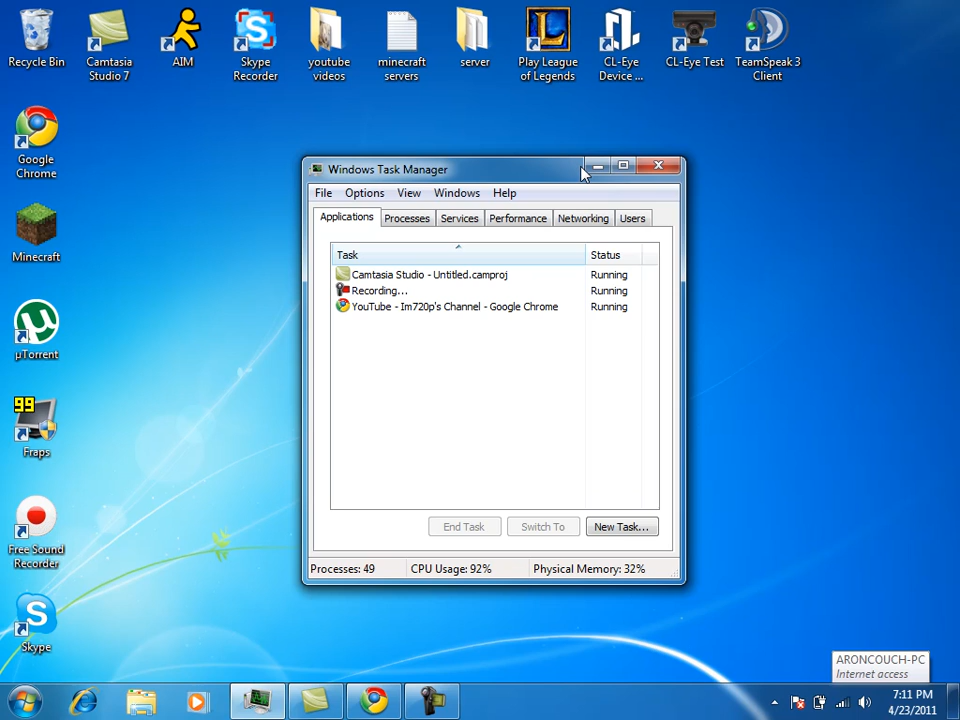 Recycle Bin
Camtasia
Studio 7
AIM
Skype
Recorder
youtube
videos
minecraft
servers
server
Play League
of Legends
CL-Eye
Device ...
CL-Eye Test
TeamSpeak 3
Client
Google
Chrome
Minecraft
µTorrent
99
Fraps
Free Sound
Recorder
S
Skype
Windows Task Manager
File Options View Windows Help
Applications Processes Services Performance Networking Users
Task Status
Camtasia Studio - Untitled.camproj Running
Recording... Running
YouTube - Im720p's Channel - Google Chrome Running
End Task Switch To New Task...
Processes: 49 CPU Usage: 92% Physical Memory: 32%
ARONCOUCH-PC
Internet access
7:11 PM
4/23/2011